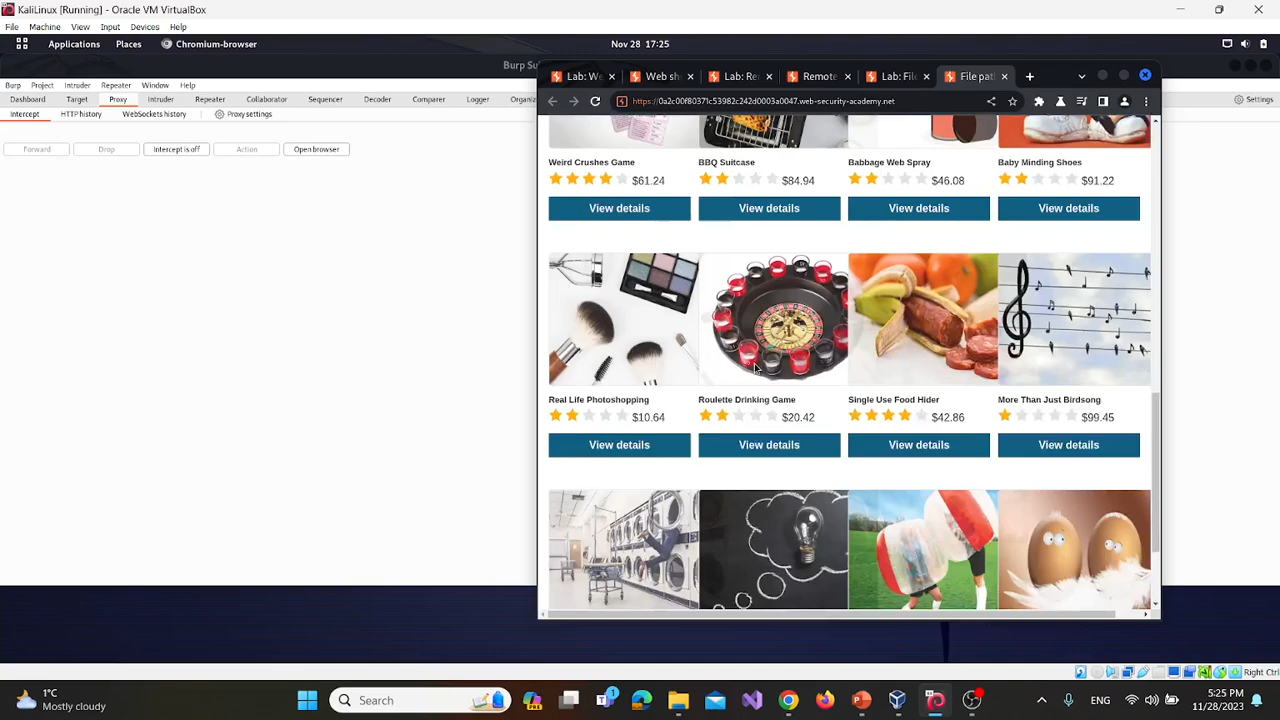 KaliLinux [Running] - Oracle VM VirtualBox
File Machine View Input Devices Help
Applications Places Chromium-browser Nov 28 17:25
Burp Su
Lab: We Web sh Lab: Re Remote Lab: File File pat
Burp Project Intruder Repeater Window Help
Dashboard Target Proxy Intruder Repeater Collaborator Sequencer Decoder Comparer Logger Organiz Settings
https://0a2c00f80371c53982c242d0003a0047.web-security-academy.net
Intercept HTTP history WebSockets history Proxy settings
Forward Drop Intercept is off Action Open browser
Weird Crushes Game BBQ Suitcase Babbage Web Spray Baby Minding Shoes
$61.24 $84.94 $46.08 $91.22
View details View details View details View details
Real Life Photoshopping Roulette Drinking Game Single Use Food Hider More Than Just Birdsong
$10.64 $20.42 $42.86 $99.45
View details View details View details View details
Right Ctrl
1°C
Mostly cloudy
Search
ENG
5:25 PM
11/28/2023